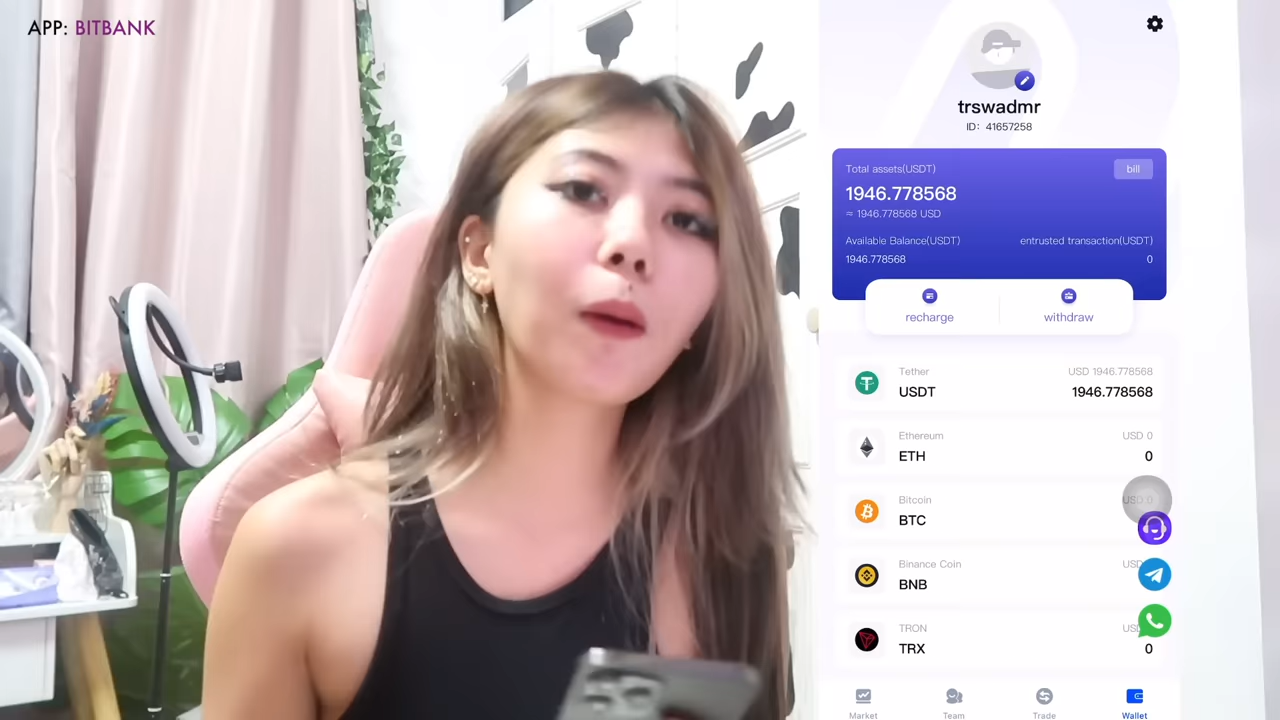 APP: BITBANK
trswadmr
ID: 41657258
Total assets(USDT)
bill
1946.778568
≈ 1946.778568 USD
Available Balance(USDT)
entrusted transaction(USDT)
1946.778568
0
recharge
withdraw
Tether
USD 1946.778568
USDT
1946.778568
Ethereum
USD 0
ETH
0
Bitcoin
USD 0
BTC
Binance Coin
BNB
TRON
TRX
0
Market
Team
Trade
Wallet